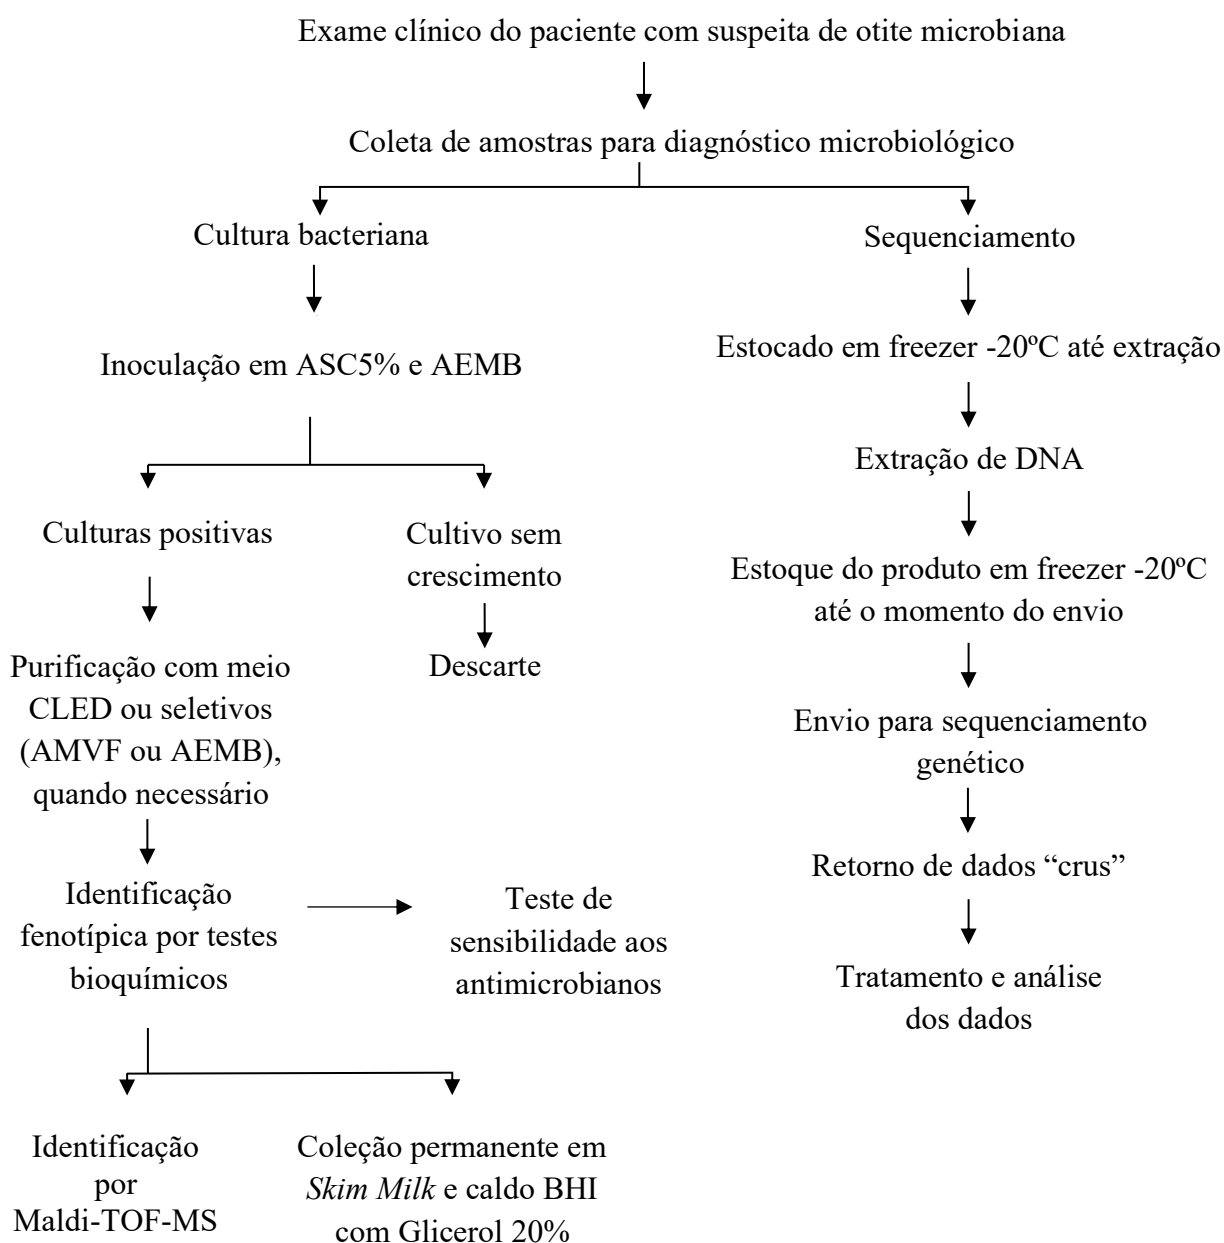 Exame clínico do paciente com suspeita de otite microbiana
Coleta de amostras para diagnóstico microbiológico
Cultura bacteriana
Inoculação em ASC5% e AEMB
Culturas positivas
Purificação com meio
CLED ou seletivos
(AMVF ou AEMB),
quando necessário
Identificação
fenotípica por testes
bioquímicos
Teste de
sensibilidade aos
antimicrobianos
Identificação
por
Maldi-TOF-MS
Coleção permanente em
Skim Milk e caldo BHI
com Glicerol 20%
Cultivo sem
crescimento
Descarte
Sequenciamento
Estocado em freezer -20ºC até extração
Extração de DNA
Estoque do produto em freezer -20ºC
até o momento do envio
Envio para sequenciamento
genético
Retorno de dados “crus”
Tratamento e análise
dos dados